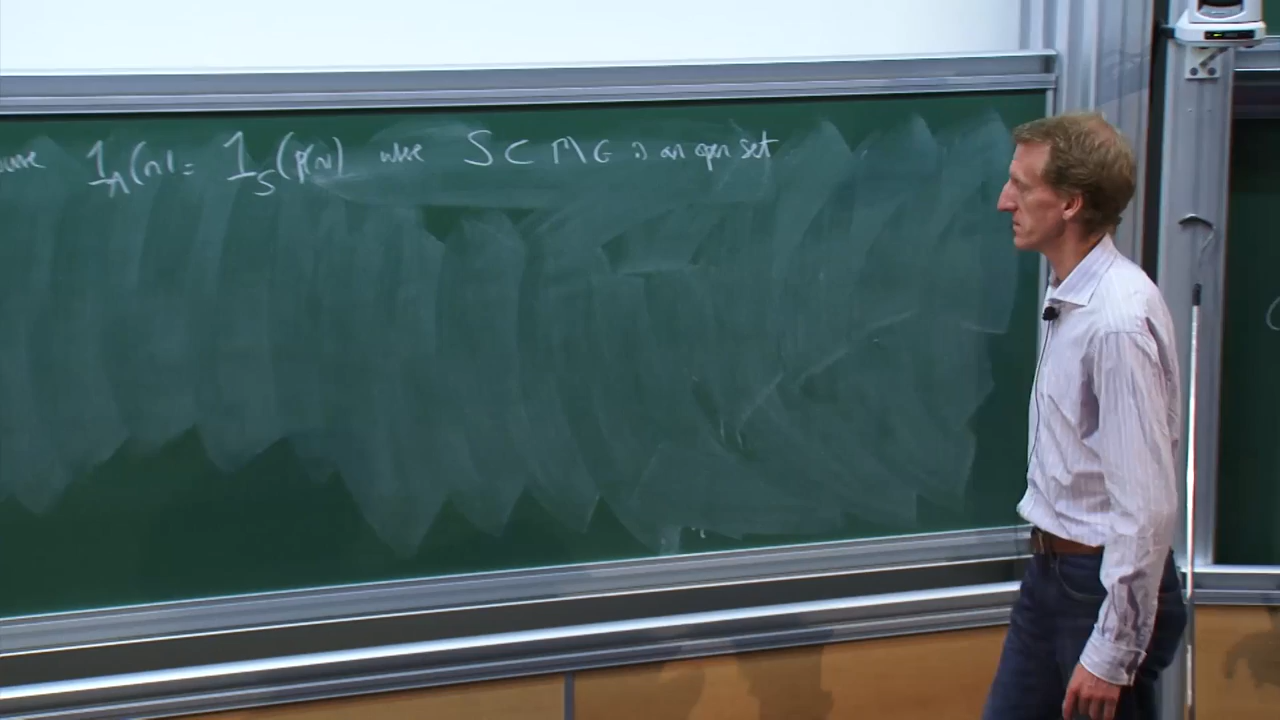 1_A(n) = 1_S(p(n)) where S ⊂ G is an open set